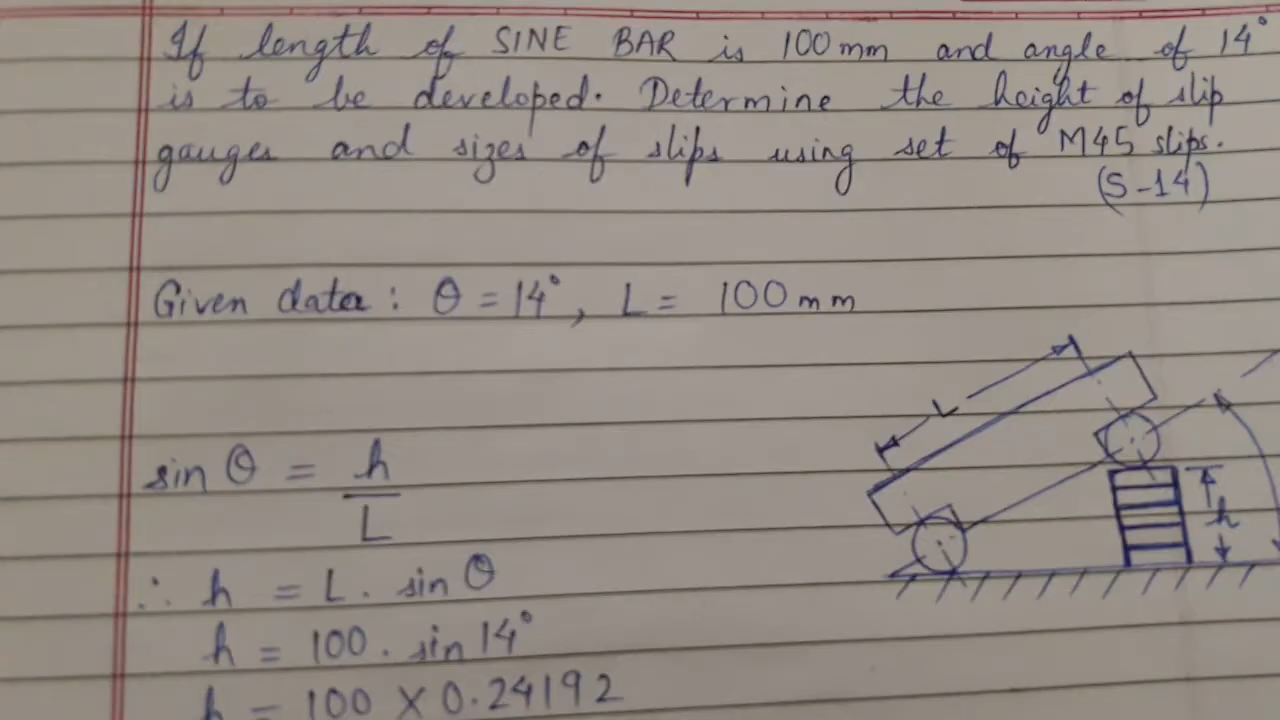 If length of SINE BAR is 100 mm and angle of 14°
is to be developed. Determine the height of slip
gauges and sizes of slips using set of M45 slips.
(S-14)
Given data : θ = 14°, L = 100 mm
L
sin θ = h / L
h
∴ h = L . sin θ
h = 100 . sin 14°
h = 100 × 0.24192